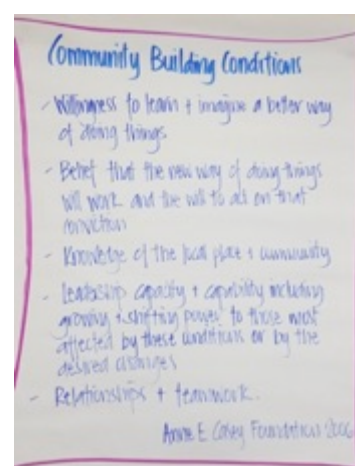 Community Building Conditions
- Willingness to learn + imagine a better way
of doing things
- Belief that the new way of doing things
will work and the will to act on that
conviction
- Knowledge of the local place + community
- Leadership capacity + capability including
growing + shifting power to those most
affected by these conditions or by the
desired changes
- Relationships + teamwork.
Annie E Casey Foundation 2006